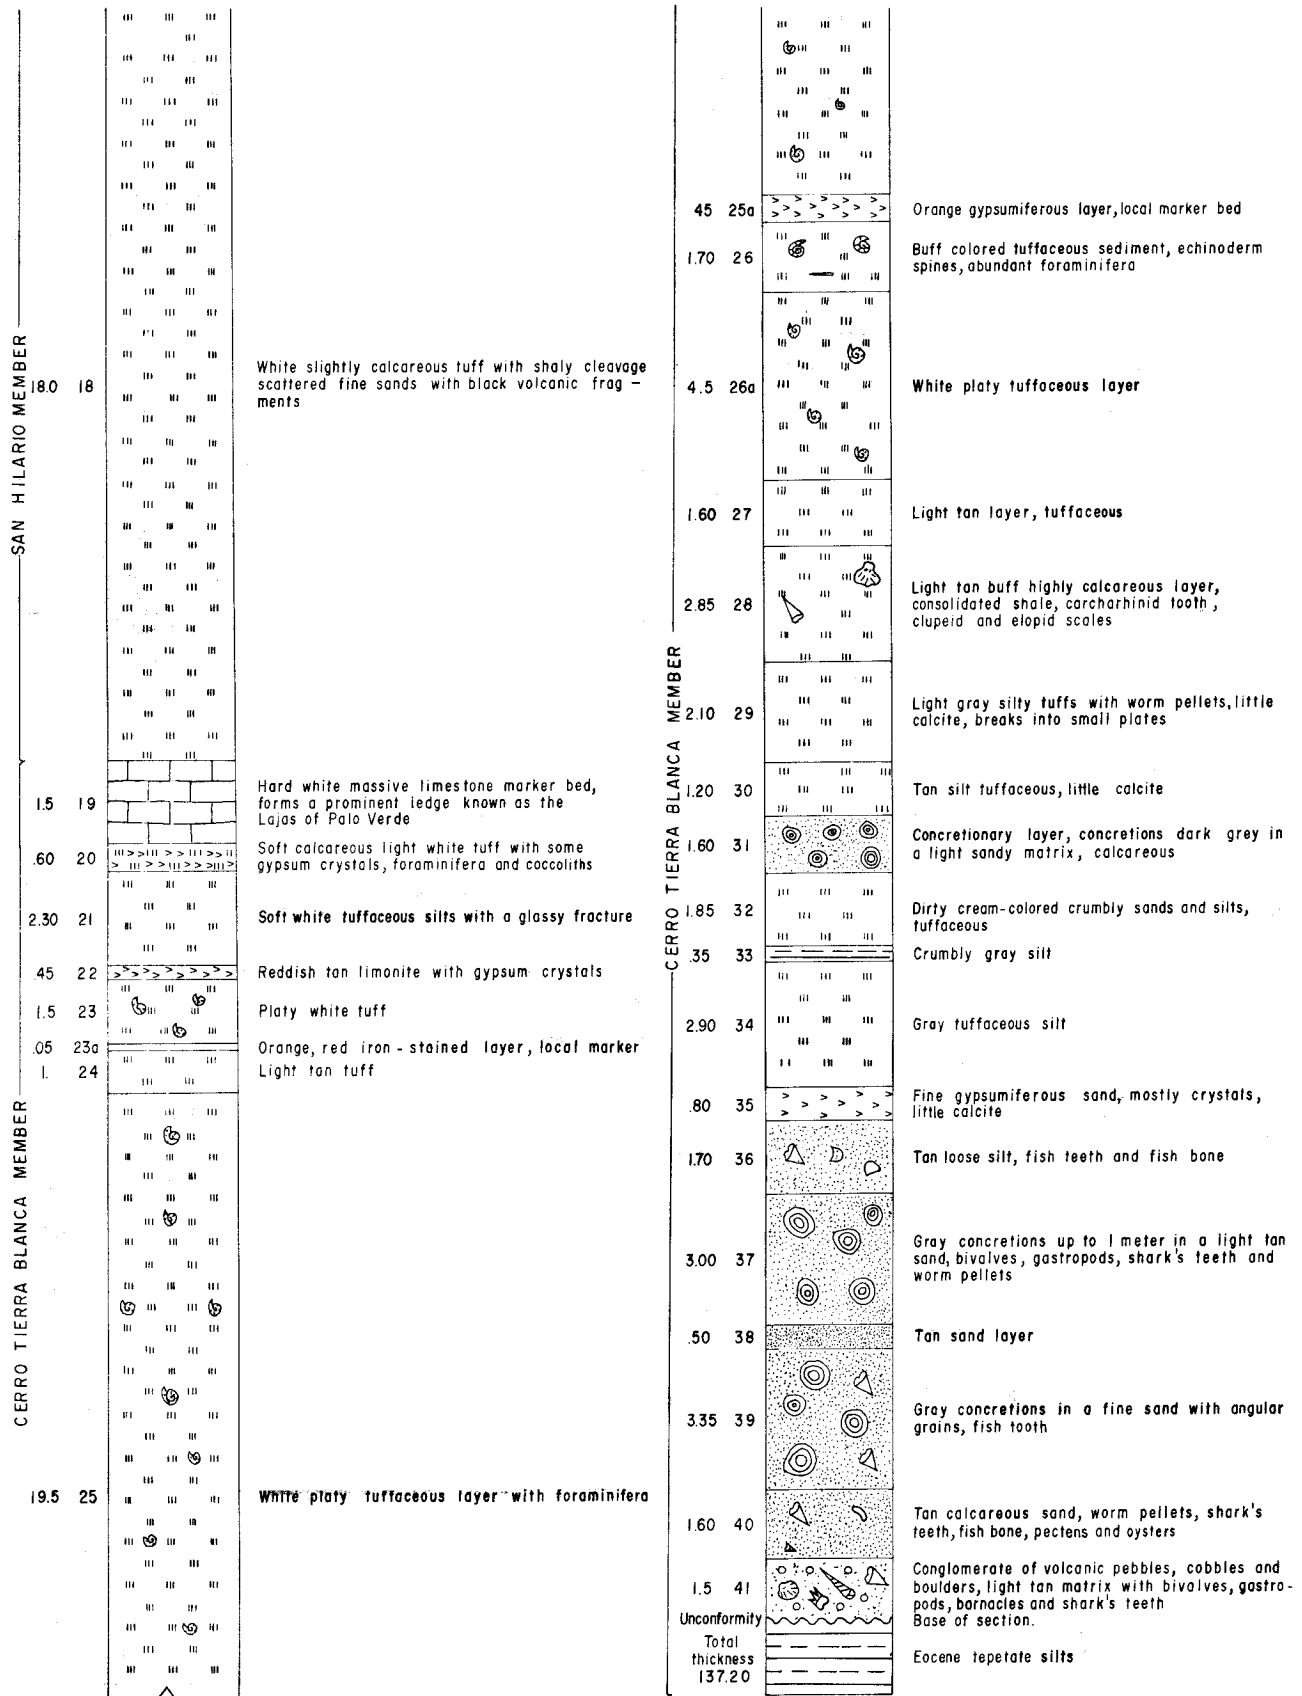 SAN HILARIO MEMBER
18.0 18 White slightly calcareous tuff with shaly cleavage
scattered fine sands with black volcanic frag -
ments
1.5 19 Hard white massive limestone marker bed,
forms a prominent ledge known as the
Lajas of Palo Verde
.60 20 Soft calcareous light white tuff with some
gypsum crystals, foraminifera and coccoliths
2.30 21 Soft white tuffaceous silts with a glassy fracture
.45 22 Reddish tan limonite with gypsum crystals
1.5 23 Platy white tuff
.05 23a Orange, red iron - stained layer, local marker
1. 24 Light tan tuff
CERRO TIERRA BLANCA MEMBER
19.5 25 White platy tuffaceous layer with foraminifera
45 25a Orange gypsumiferous layer, local marker bed
1.70 26 Buff colored tuffaceous sediment, echinoderm
spines, abundant foraminifera
4.5 26a White platy tuffaceous layer
1.60 27 Light tan layer, tuffaceous
2.85 28 Light tan buff highly calcareous layer,
consolidated shale, carcharhinid tooth,
clupeid and elopid scales
CERRO TIERRA BLANCA MEMBER
2.10 29 Light gray silty tuffs with worm pellets, little
calcite, breaks into small plates
1.20 30 Tan silt tuffaceous, little calcite
1.60 31 Concretionary layer, concretions dark grey in
a light sandy matrix, calcareous
1.85 32 Dirty cream-colored crumbly sands and silts,
tuffaceous
.35 33 Crumbly gray silt
2.90 34 Gray tuffaceous silt
.80 35 Fine gypsumiferous sand, mostly crystals,
little calcite
1.70 36 Tan loose silt, fish teeth and fish bone
3.00 37 Gray concretions up to 1 meter in a light tan
sand, bivalves, gastropods, shark's teeth and
worm pellets
.50 38 Tan sand layer
3.35 39 Gray concretions in a fine sand with angular
grains, fish tooth
1.60 40 Tan calcareous sand, worm pellets, shark's
teeth, fish bone, pectens and oysters
1.5 41 Conglomerate of volcanic pebbles, cobbles and
boulders, light tan matrix with bivalves, gastro-
pods, barnacles and shark's teeth
Unconformity Base of section.
Total
thickness
137.20
Eocene tepetate silts